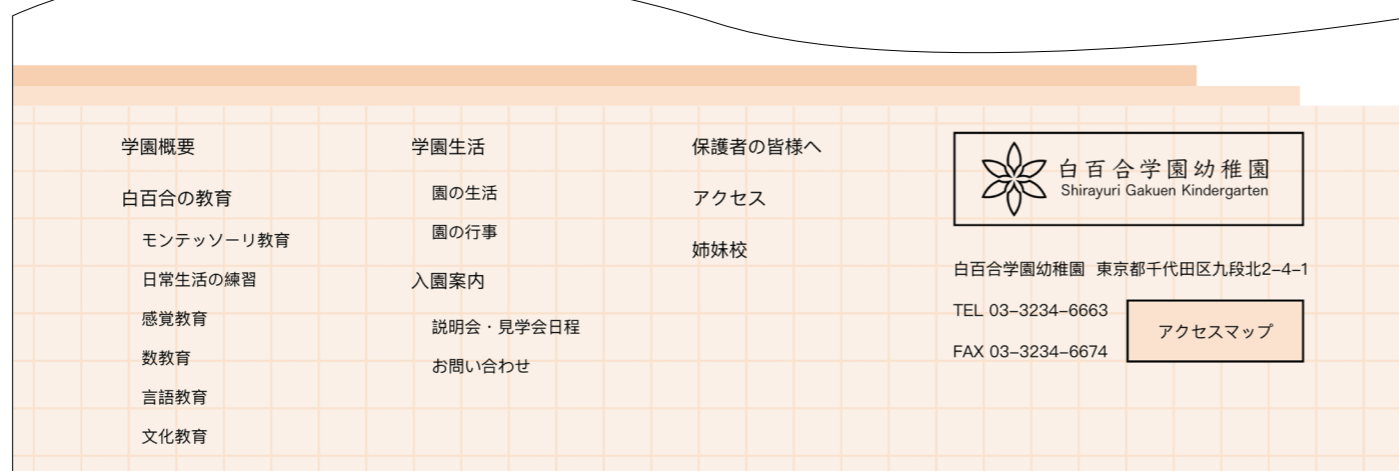 学園概要
白百合の教育
モンテッソーリ教育
日常生活の練習
感覚教育
数教育
言語教育
文化教育
学園生活
園の生活
園の行事
入園案内
説明会・見学会日程
お問い合わせ
保護者の皆様へ
アクセス
姉妹校
白百合学園幼稚園
Shirayuri Gakuen Kindergarten
白百合学園幼稚園 東京都千代田区九段北2–4–1
TEL 03–3234–6663
FAX 03–3234–6674
アクセスマップ